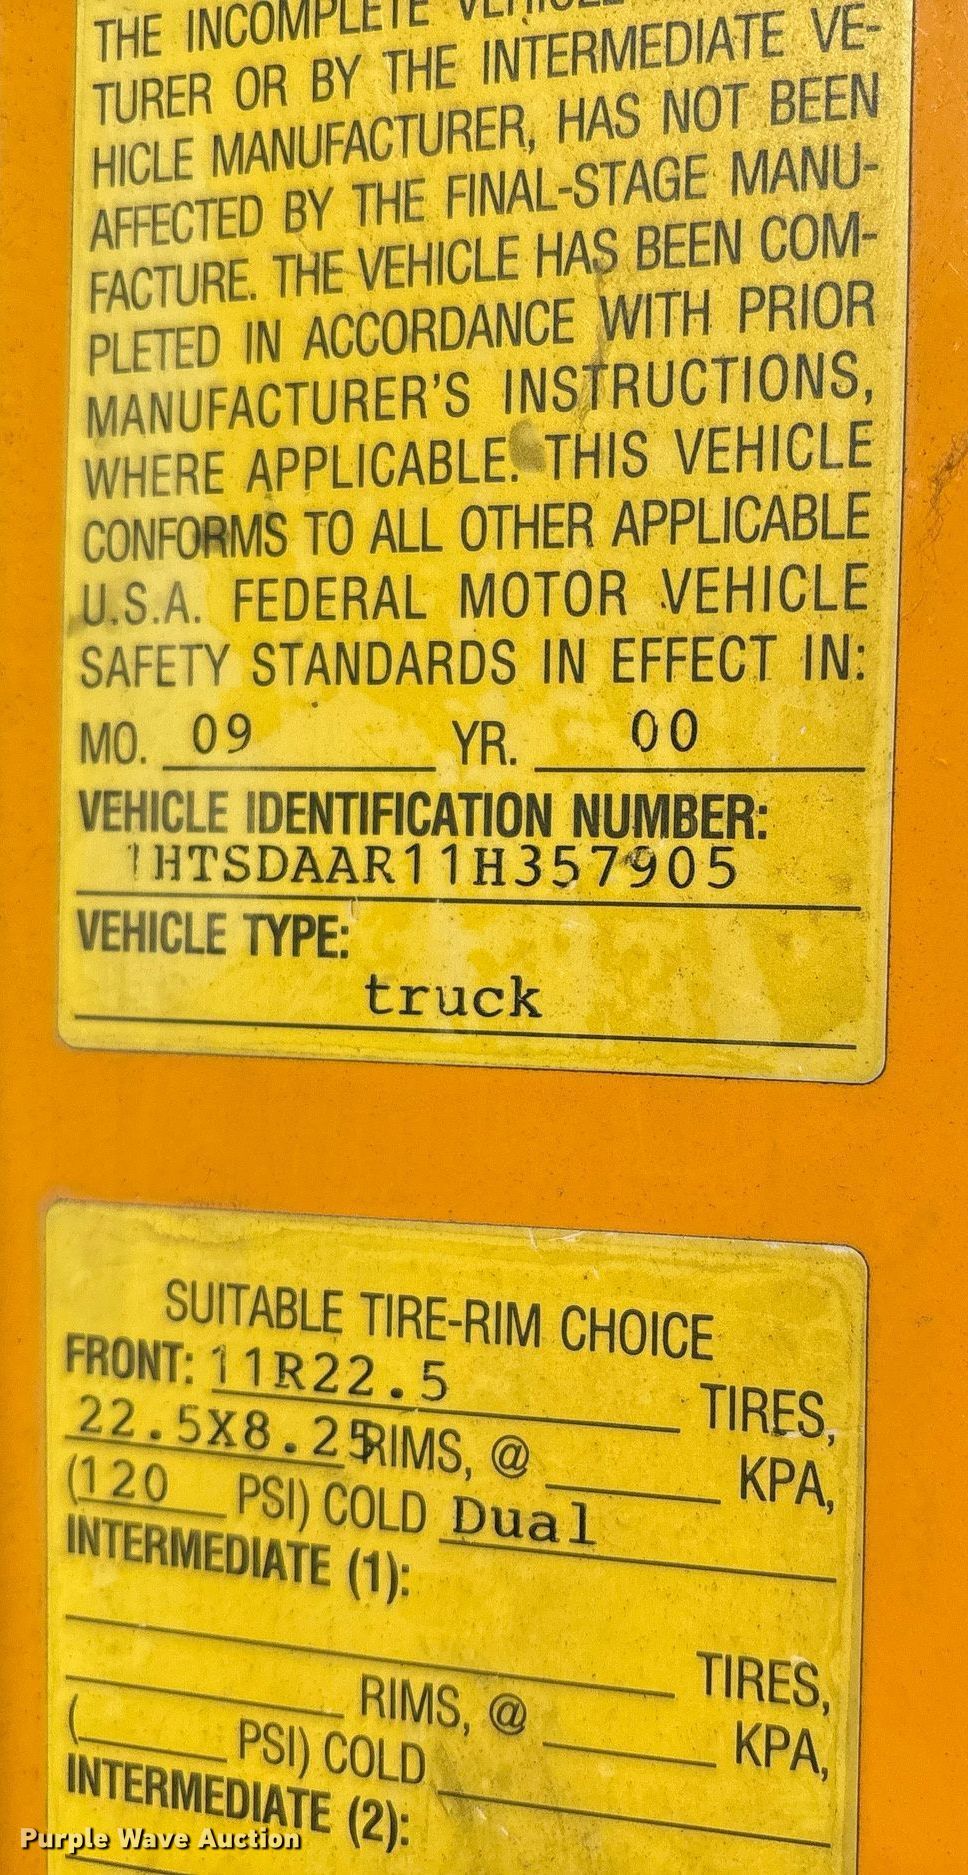 THE INCOMPLETE VEHICLE
TURER OR BY THE INTERMEDIATE VE-
HICLE MANUFACTURER, HAS NOT BEEN
AFFECTED BY THE FINAL-STAGE MANU-
FACTURE. THE VEHICLE HAS BEEN COM-
PLETED IN ACCORDANCE WITH PRIOR
MANUFACTURER'S INSTRUCTIONS,
WHERE APPLICABLE. THIS VEHICLE
CONFORMS TO ALL OTHER APPLICABLE
U.S.A. FEDERAL MOTOR VEHICLE
SAFETY STANDARDS IN EFFECT IN:
MO. 09 YR. 00
VEHICLE IDENTIFICATION NUMBER:
1HTSDAAR11H357905
VEHICLE TYPE:
truck
SUITABLE TIRE-RIM CHOICE
FRONT: 11R22.5 TIRES,
22.5X8.25 RIMS, @ KPA,
(120 PSI) COLD Dual
INTERMEDIATE (1):
TIRES,
RIMS, @ KPA,
( PSI) COLD
INTERMEDIATE (2):
Purple Wave Auction